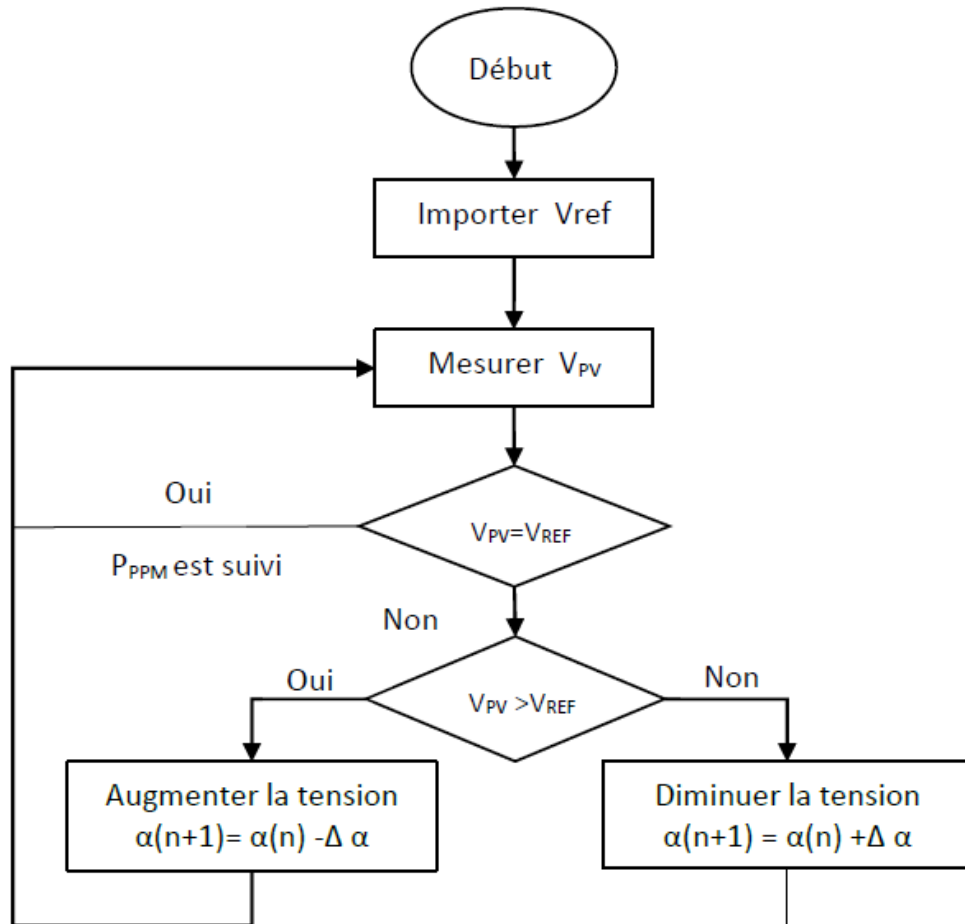 Début
Importer Vref
Mesurer VPV
Oui
VPV=VREF
PPPM est suivi
Non
Oui
VPV >VREF
Non
Augmenter la tension
α(n+1)= α(n) -Δ α
Diminuer la tension
α(n+1) = α(n) +Δ α